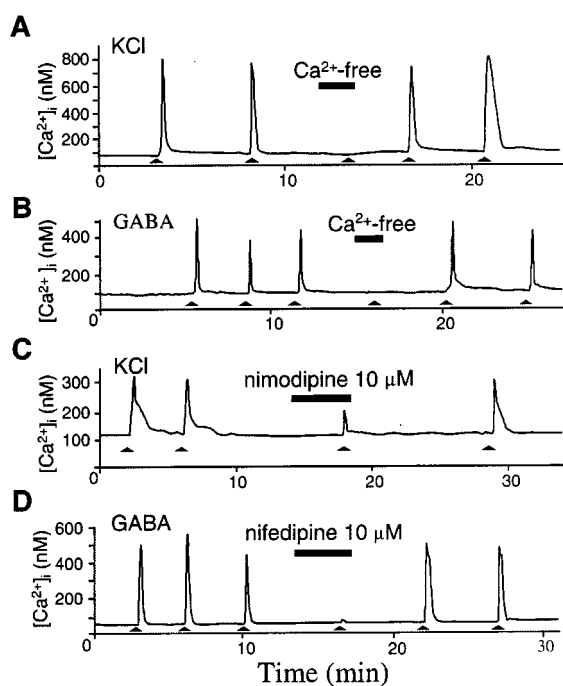 A
KCl
[Ca²⁺]ᵢ (nM)
800
600
400
200
Ca²⁺-free
0
10
20
B
GABA
[Ca²⁺]ᵢ (nM)
400
200
Ca²⁺-free
0
10
20
C
KCl
[Ca²⁺]ᵢ (nM)
300
200
100
nimodipine 10 µM
0
10
20
30
D
GABA
[Ca²⁺]ᵢ (nM)
600
400
200
nifedipine 10 µM
0
10
20
30
Time (min)